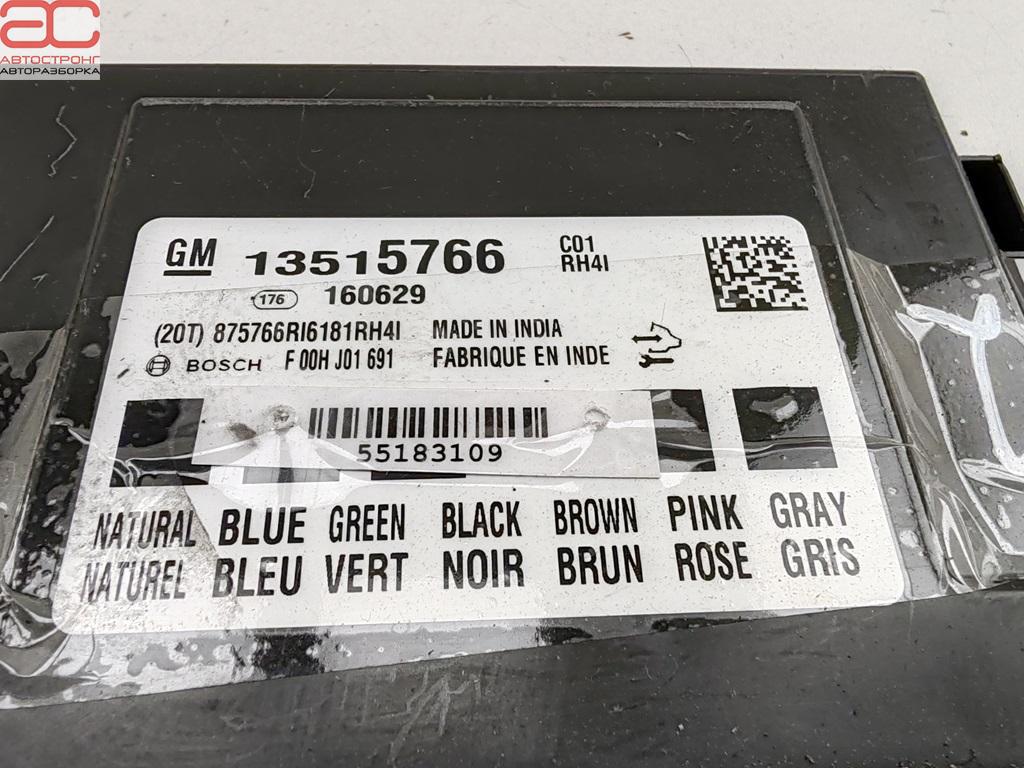 АС
АВТОСТРОНГ
АВТОРАЗБОРКА
GM 13515766 C01
RH4I
176 160629
(20T) 875766RI6181RH4I MADE IN INDIA
BOSCH F 00H J01 691 FABRIQUE EN INDE
55183109
NATURAL BLUE GREEN BLACK BROWN PINK GRAY
NATUREL BLEU VERT NOIR BRUN ROSE GRIS